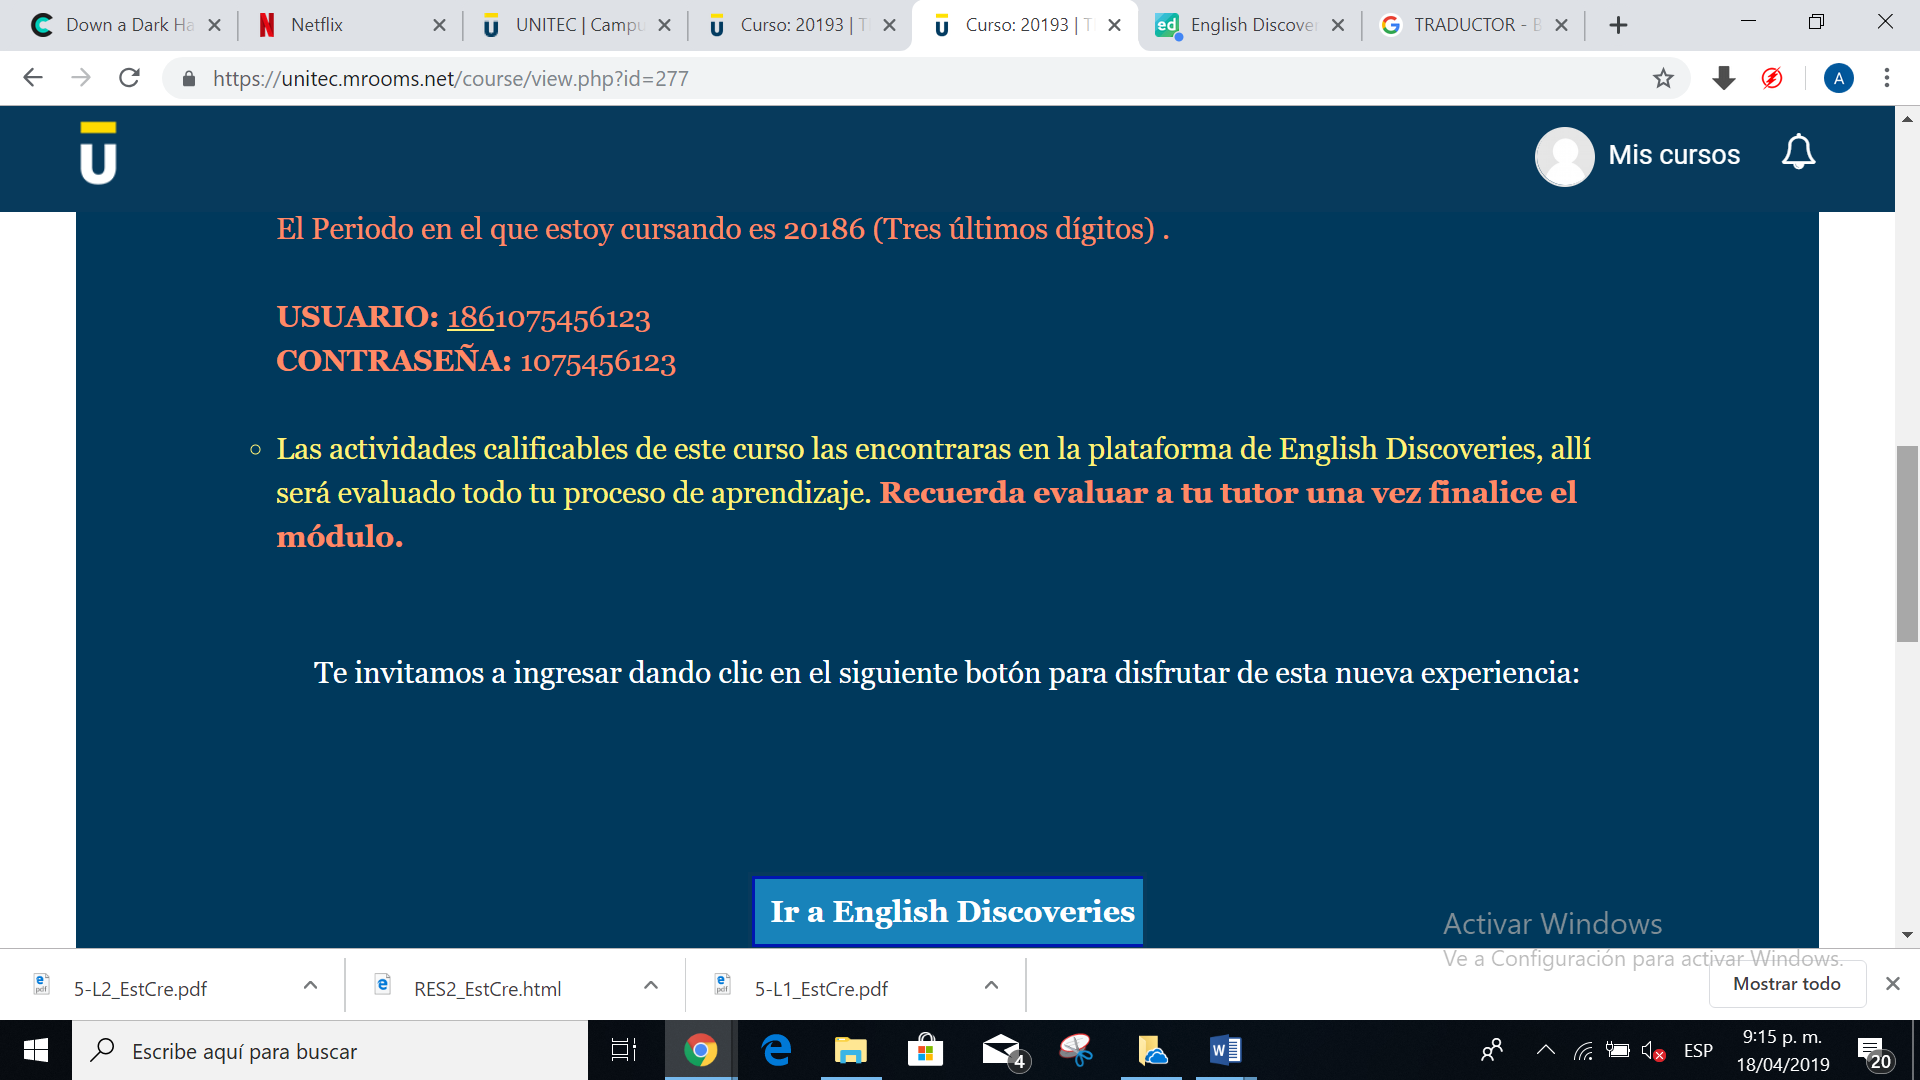 Down a Dark Ha
Netflix
UNITEC | Campu
Curso: 20193 | T
Curso: 20193 | T
ed
English Discover
TRADUCTOR - B
https://unitec.mrooms.net/course/view.php?id=277
A
U
Mis cursos
El Periodo en el que estoy cursando es 20186 (Tres últimos dígitos) .
USUARIO: 1861075456123
CONTRASEÑA: 1075456123
Las actividades calificables de este curso las encontraras en la plataforma de English Discoveries, allí
será evaluado todo tu proceso de aprendizaje. Recuerda evaluar a tu tutor una vez finalice el
módulo.
Te invitamos a ingresar dando clic en el siguiente botón para disfrutar de esta nueva experiencia:
Ir a English Discoveries
Activar Windows
Ve a Configuración para activar Windows.
5-L2_EstCre.pdf
RES2_EstCre.html
5-L1_EstCre.pdf
Mostrar todo
Escribe aquí para buscar
4
ESP
9:15 p. m.
18/04/2019
20